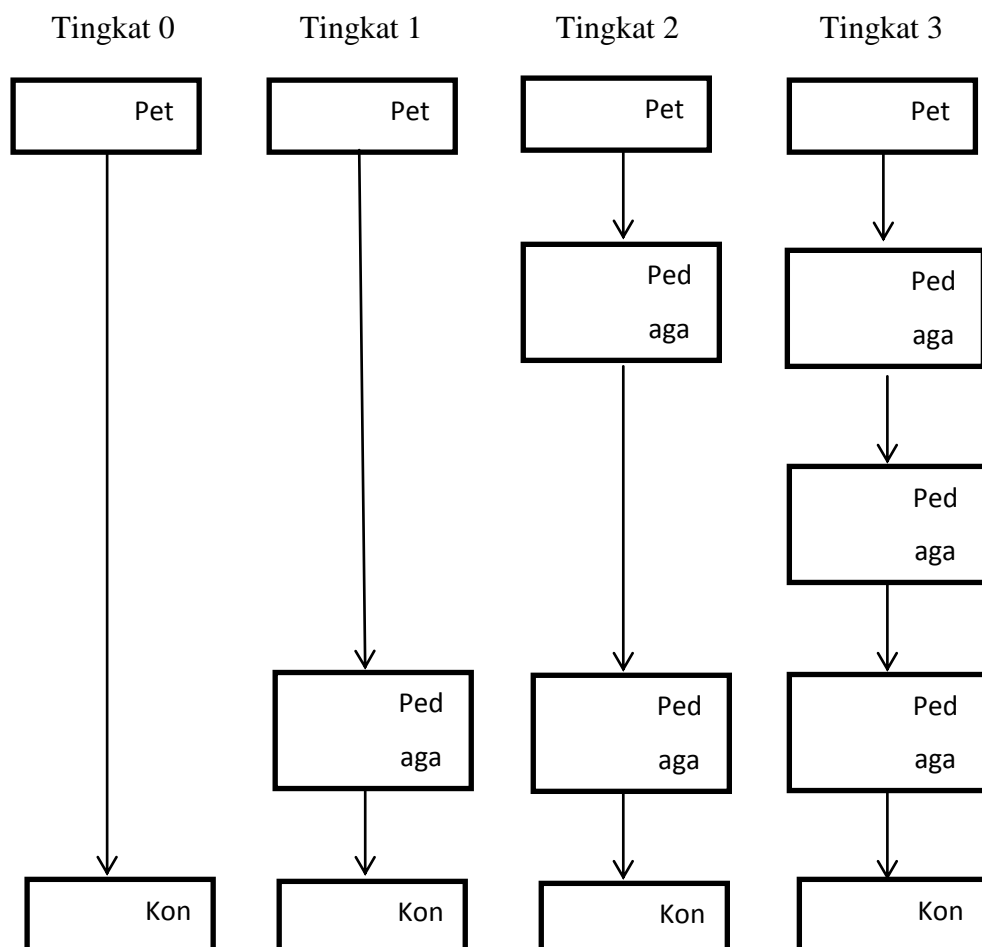 Tingkat 0 Tingkat 1 Tingkat 2 Tingkat 3
Pet Pet Pet Pet
Ped Ped
aga aga
Ped
aga
Ped Ped Ped
aga aga aga
Kon Kon Kon Kon